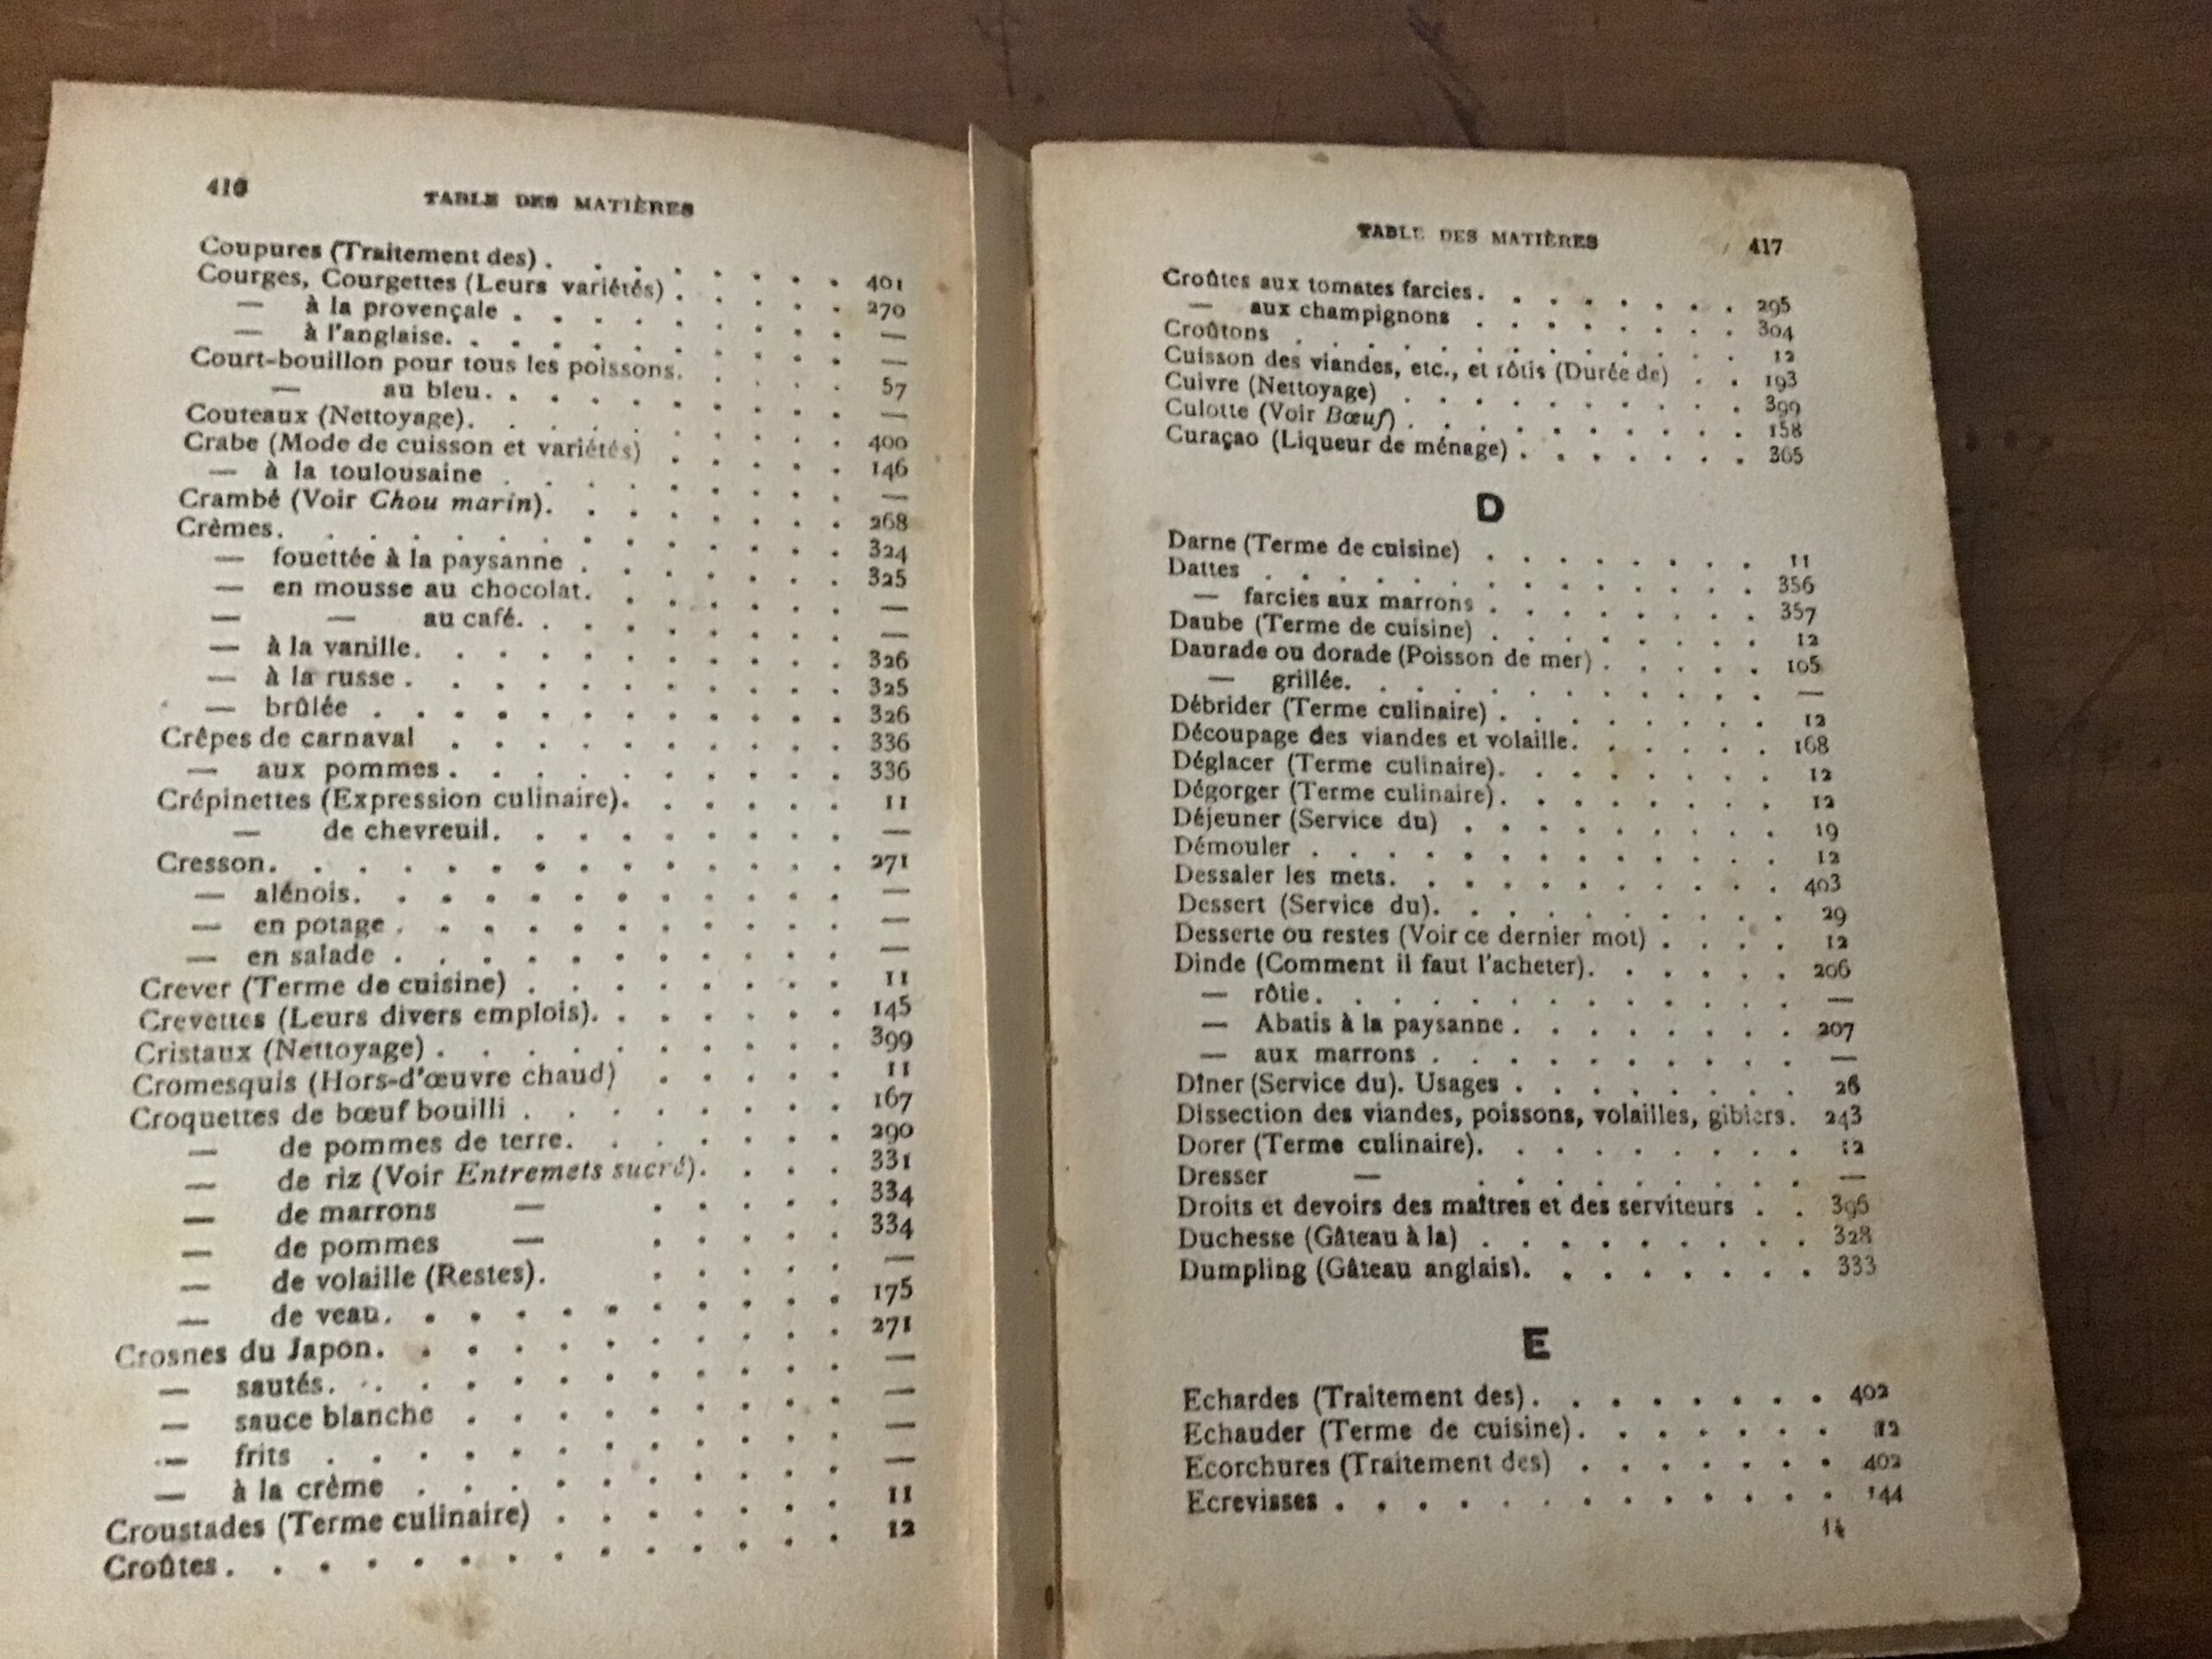 416
TABLE DES MATIÈRES
Coupures (Traitement des) . . . . . . . 401
Courges, Courgettes (Leurs variétés) . . . . . 270
— à la provençale . . . . . . . . —
— à l'anglaise. . . . . . . . . . —
Court-bouillon pour tous les poissons. . . . . 57
— au bleu. . . . . . . . . —
Couteaux (Nettoyage). . . . . . . . . 400
Crabe (Mode de cuisson et variétés) . . . . . 146
— à la toulousaine . . . . . . . . —
Crambé (Voir Chou marin). . . . . . . . 268
Crèmes. . . . . . . . . . . . . 324
— fouettée à la paysanne . . . . . . . 325
— en mousse au chocolat. . . . . . . —
— — au café. . . . . . . . . —
— à la vanille. . . . . . . . . . . 326
— à la russe . . . . . . . . . . . 325
— brûlée . . . . . . . . . . . 326
Crêpes de carnaval . . . . . . . . . 336
— aux pommes . . . . . . . . . . 336
Crépinettes (Expression culinaire). . . . . . 11
— de chevreuil. . . . . . . . . —
Cresson. . . . . . . . . . . . . . 271
— alénois. . . . . . . . . . . . —
— en potage . . . . . . . . . . . —
— en salade . . . . . . . . . . . —
Crever (Terme de cuisine) . . . . . . . . 11
Crevettes (Leurs divers emplois). . . . . . . 145
Cristaux (Nettoyage) . . . . . . . . . . 399
Cromesquis (Hors-d'œuvre chaud) . . . . . 11
Croquettes de bœuf bouilli . . . . . . . . 167
— de pommes de terre. . . . . . . 290
— de riz (Voir Entremets sucré). . . . 331
— de marrons — . . . . . 334
— de pommes — . . . . . 334
— de volaille (Restes). . . . . . —
— de veau. . . . . . . . . . . 175
Crosnes du Japon. . . . . . . . . . . 271
— sautés. . . . . . . . . . . . —
— sauce blanche . . . . . . . . . —
— frits . . . . . . . . . . . . —
— à la crème . . . . . . . . . . —
Croustades (Terme culinaire) . . . . . . . 11
Croûtes . . . . . . . . . . . . . . 12
TABLE DES MATIÈRES 417
Croûtes aux tomates farcies. . . . . . . . 295
— aux champignons . . . . . . . . 304
Croûtons . . . . . . . . . . . . 12
Cuisson des viandes, etc., et rôtis (Durée de) . . 193
Cuivre (Nettoyage) . . . . . . . . . . 399
Culotte (Voir Bœuf) . . . . . . . . . . 158
Curaçao (Liqueur de ménage) . . . . . . . 365
D
Darne (Terme de cuisine) . . . . . . . . 11
Dattes . . . . . . . . . . . . . 356
— farcies aux marrons . . . . . . . . 357
Daube (Terme de cuisine) . . . . . . . . 12
Daurade ou dorade (Poisson de mer) . . . . . 105
— grillée. . . . . . . . . . . . —
Débrider (Terme culinaire) . . . . . . . . 12
Découpage des viandes et volaille. . . . . . 168
Déglacer (Terme culinaire). . . . . . . . 12
Dégorger (Terme culinaire). . . . . . . . 12
Déjeuner (Service du) . . . . . . . . . 19
Démouler . . . . . . . . . . . . 12
Dessaler les mets. . . . . . . . . . . 403
Dessert (Service du). . . . . . . . . . 29
Desserte ou restes (Voir ce dernier mot) . . . . 12
Dinde (Comment il faut l'acheter). . . . . . 206
— rôtie. . . . . . . . . . . . . —
— Abatis à la paysanne . . . . . . . . 207
— aux marrons . . . . . . . . . . —
Dîner (Service du). Usages . . . . . . . . 26
Dissection des viandes, poissons, volailles, gibiers. 243
Dorer (Terme culinaire). . . . . . . . . 12
Dresser — . . . . . . . . —
Droits et devoirs des maîtres et des serviteurs . . 396
Duchesse (Gâteau à la) . . . . . . . . . 328
Dumpling (Gâteau anglais). . . . . . . . 333
E
Echardes (Traitement des). . . . . . . . 402
Echauder (Terme de cuisine). . . . . . . 12
Ecorchures (Traitement des) . . . . . . . 402
Ecrevisses . . . . . . . . . . . . . 144
14